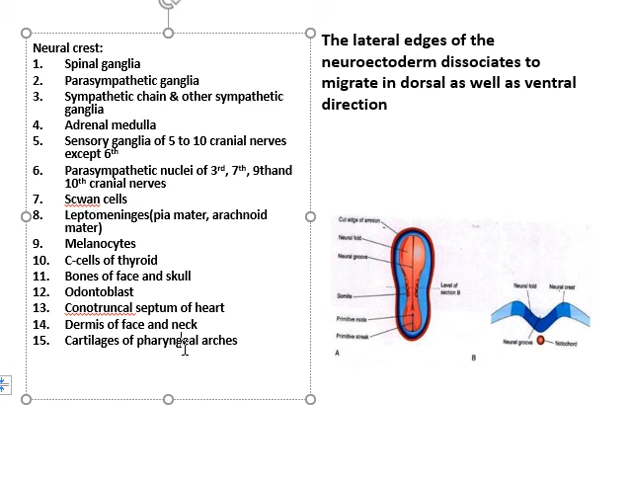 Neural crest:
1. Spinal ganglia
2. Parasympathetic ganglia
3. Sympathetic chain & other sympathetic
ganglia
4. Adrenal medulla
5. Sensory ganglia of 5 to 10 cranial nerves
except 6th
6. Parasympathetic nuclei of 3rd, 7th, 9thand
10th cranial nerves
7. Scwan cells
8. Leptomeninges(pia mater, arachnoid
mater)
9. Melanocytes
10. C-cells of thyroid
11. Bones of face and skull
12. Odontoblast
13. Conotruncal septum of heart
14. Dermis of face and neck
15. Cartilages of pharyngeal arches
The lateral edges of the
neuroectoderm dissociates to
migrate in dorsal as well as ventral
direction
Cut edge of amnion
Neural fold
Neural groove
Somite
Primitive node
Primitive streak
Level of
section B
A
Neural fold
Neural crest
Neural groove
Notochord
B